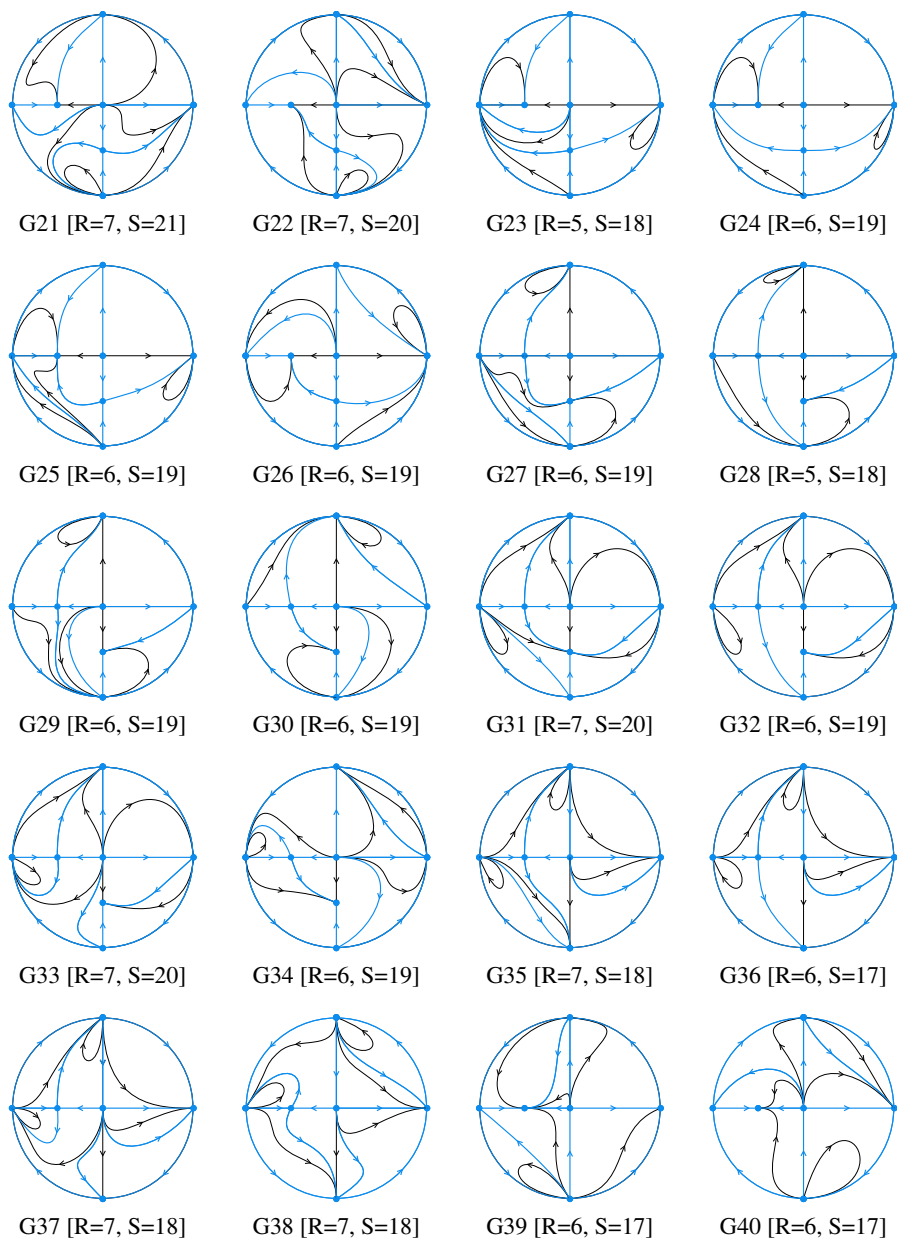 G21 [R=7, S=21] G22 [R=7, S=20] G23 [R=5, S=18] G24 [R=6, S=19]
G25 [R=6, S=19] G26 [R=6, S=19] G27 [R=6, S=19] G28 [R=5, S=18]
G29 [R=6, S=19] G30 [R=6, S=19] G31 [R=7, S=20] G32 [R=6, S=19]
G33 [R=7, S=20] G34 [R=6, S=19] G35 [R=7, S=18] G36 [R=6, S=17]
G37 [R=7, S=18] G38 [R=7, S=18] G39 [R=6, S=17] G40 [R=6, S=17]